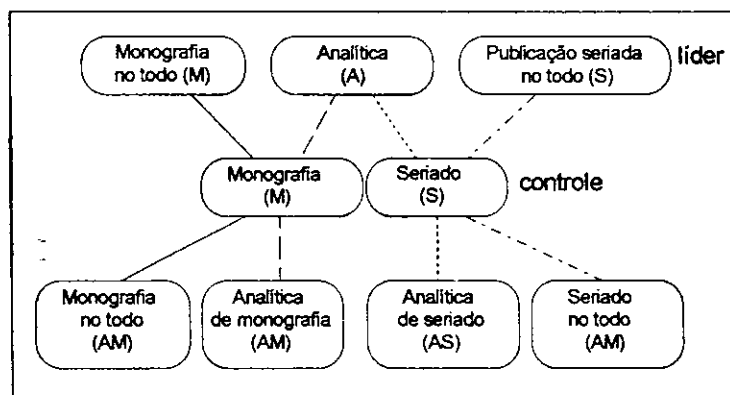 Monografia
no todo (M)
Analítica
(A)
Publicação seriada
no todo (S)
líder
Monografia
(M)
Seriado
(S)
controle
Monografia
no todo
(AM)
Analítica
de monografia
(AM)
Analítica
de seriado
(AS)
Seriado
no todo
(AM)